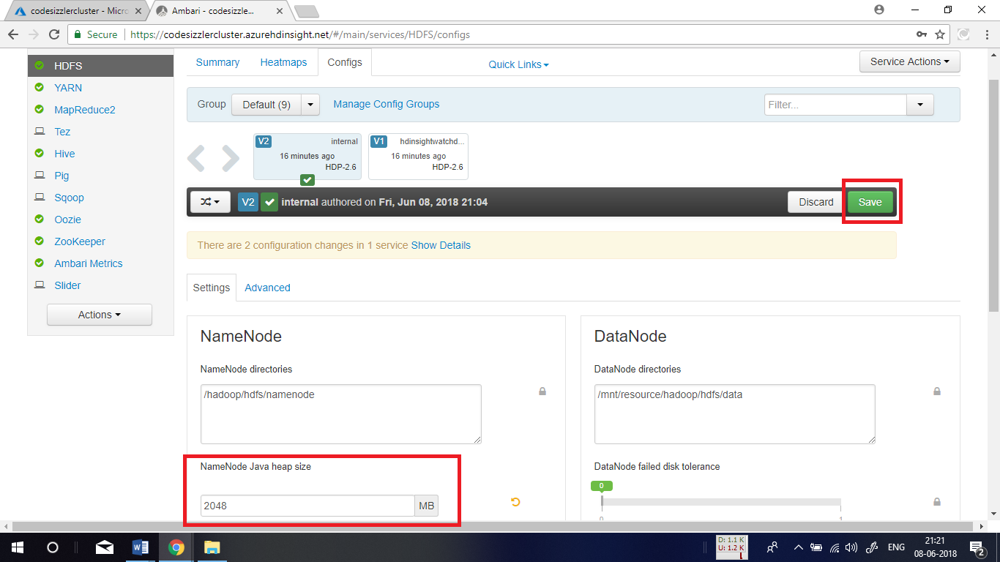 codesizzlercluster - Micro
Ambari - codesizzle...
Secure
https://codesizzlercluster.azurehdinsight.net/#/main/services/HDFS/configs
HDFS
YARN
MapReduce2
Tez
Hive
Pig
Sqoop
Oozie
ZooKeeper
Ambari Metrics
Slider
Actions
Summary
Heatmaps
Configs
Quick Links
Service Actions
Group
Default (9)
Manage Config Groups
Filter...
V2
internal
16 minutes ago
HDP-2.6
V1
hdinsightwatchd...
16 minutes ago
HDP-2.6
V2
internal authored on Fri, Jun 08, 2018 21:04
Discard
Save
There are 2 configuration changes in 1 service Show Details
Settings
Advanced
NameNode
NameNode directories
/hadoop/hdfs/namenode
NameNode Java heap size
2048
MB
DataNode
DataNode directories
/mnt/resource/hadoop/hdfs/data
DataNode failed disk tolerance
0
0
1
D: 1.1 K
U: 1.2 K
ENG
21:21
08-06-2018
2